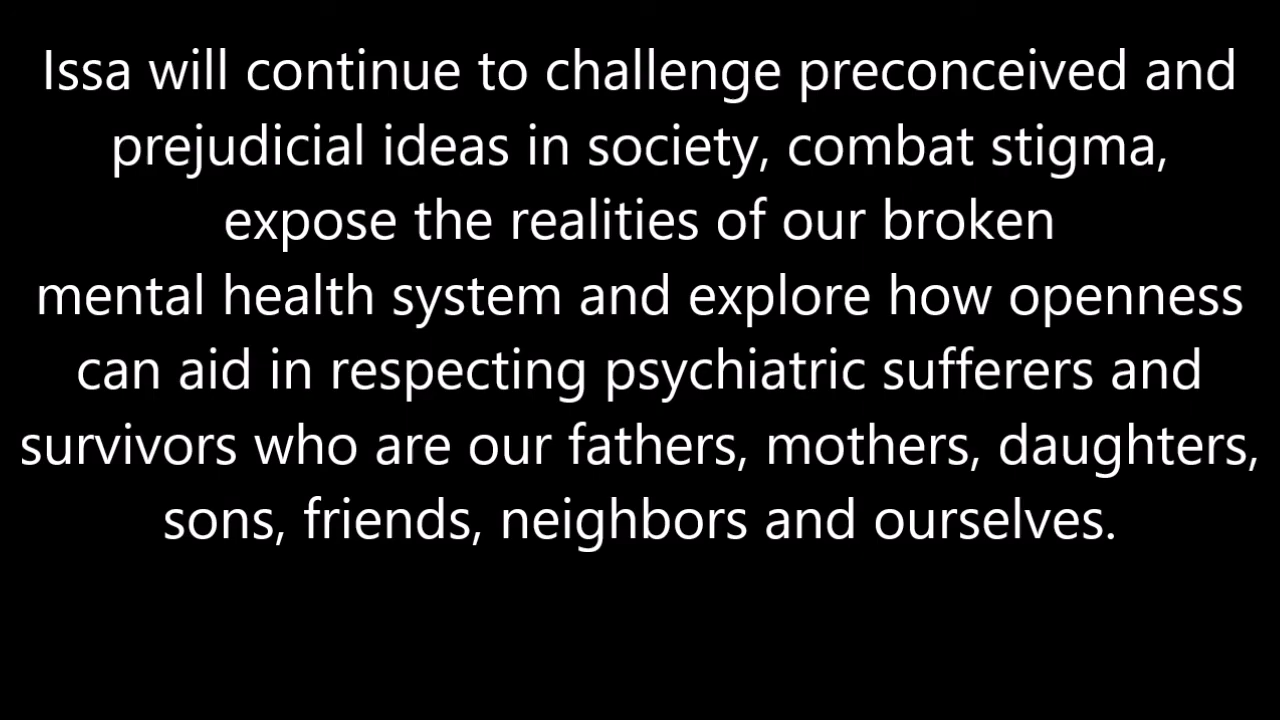 Issa will continue to challenge preconceived and
prejudicial ideas in society, combat stigma,
expose the realities of our broken
mental health system and explore how openness
can aid in respecting psychiatric sufferers and
survivors who are our fathers, mothers, daughters,
sons, friends, neighbors and ourselves.